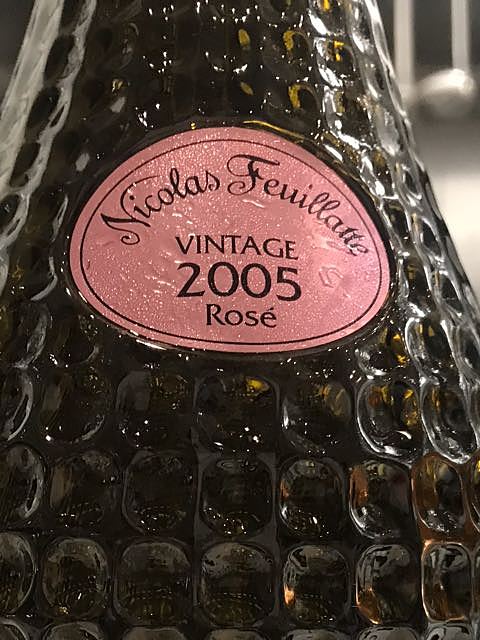 Nicolas Feuillatte
VINTAGE
2005
Rosé